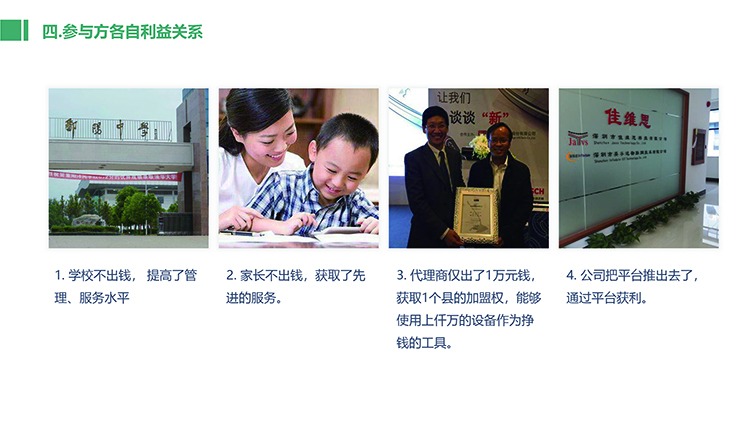 四.参与方各自利益关系
鄱阳中学
让我们
谈谈“新”
佳维思
Janvs
1. 学校不出钱， 提高了管
理、服务水平
2. 家长不出钱，获取了先
进的服务。
3. 代理商仅出了1万元钱，
获取1个县的加盟权，能够
使用上仟万的设备作为挣
钱的工具。
4. 公司把平台推出去了，
通过平台获利。